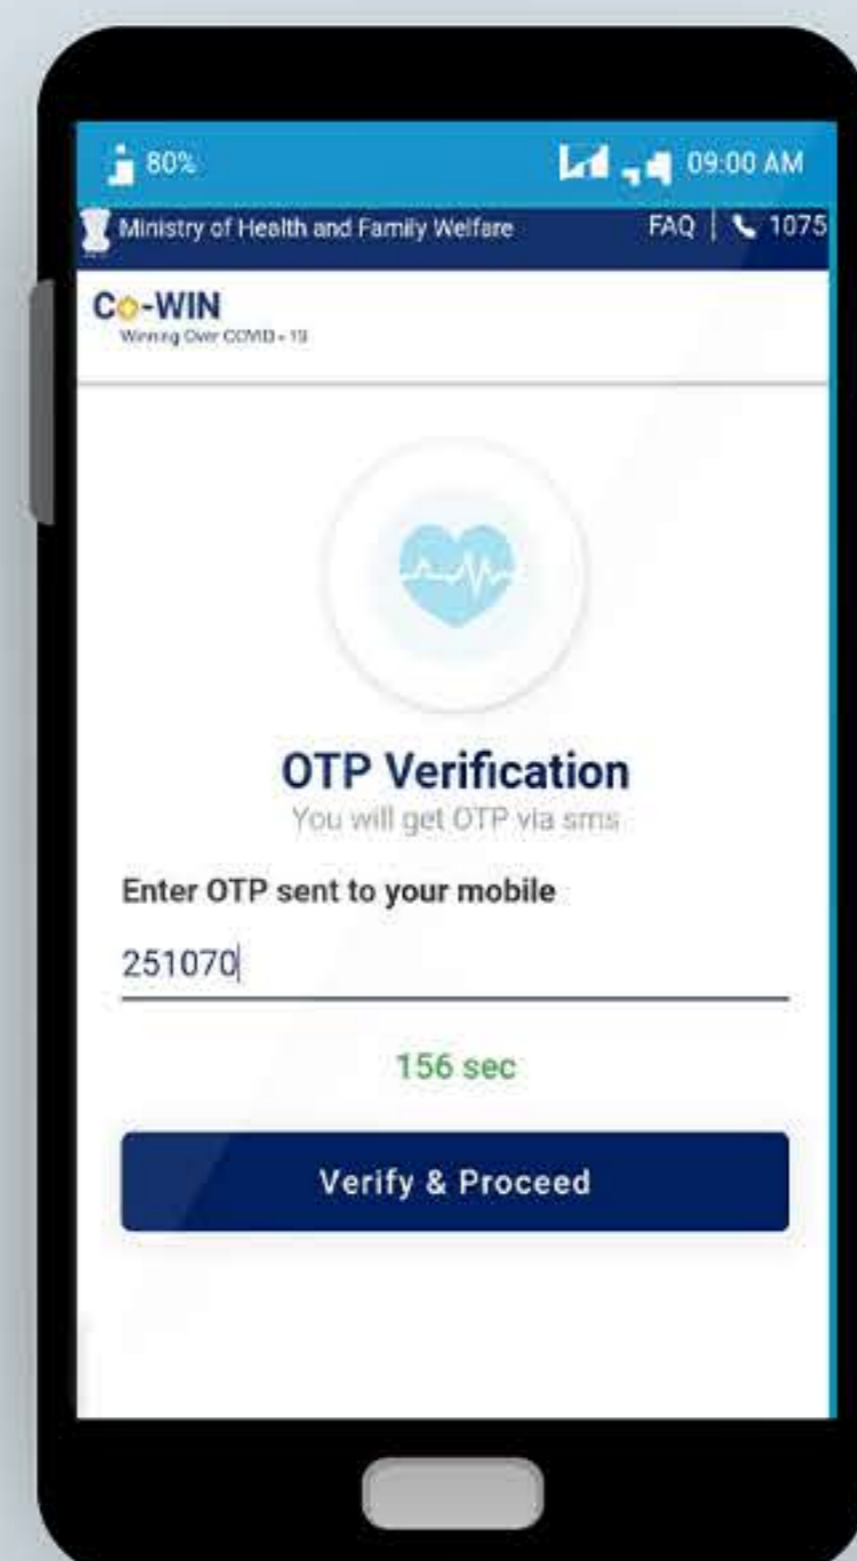 80% 09:00 AM
Ministry of Health and Family Welfare FAQ | 1075
Co-WIN
Winning Over COVID - 19
OTP Verification
You will get OTP via sms
Enter OTP sent to your mobile
251070
156 sec
Verify & Proceed